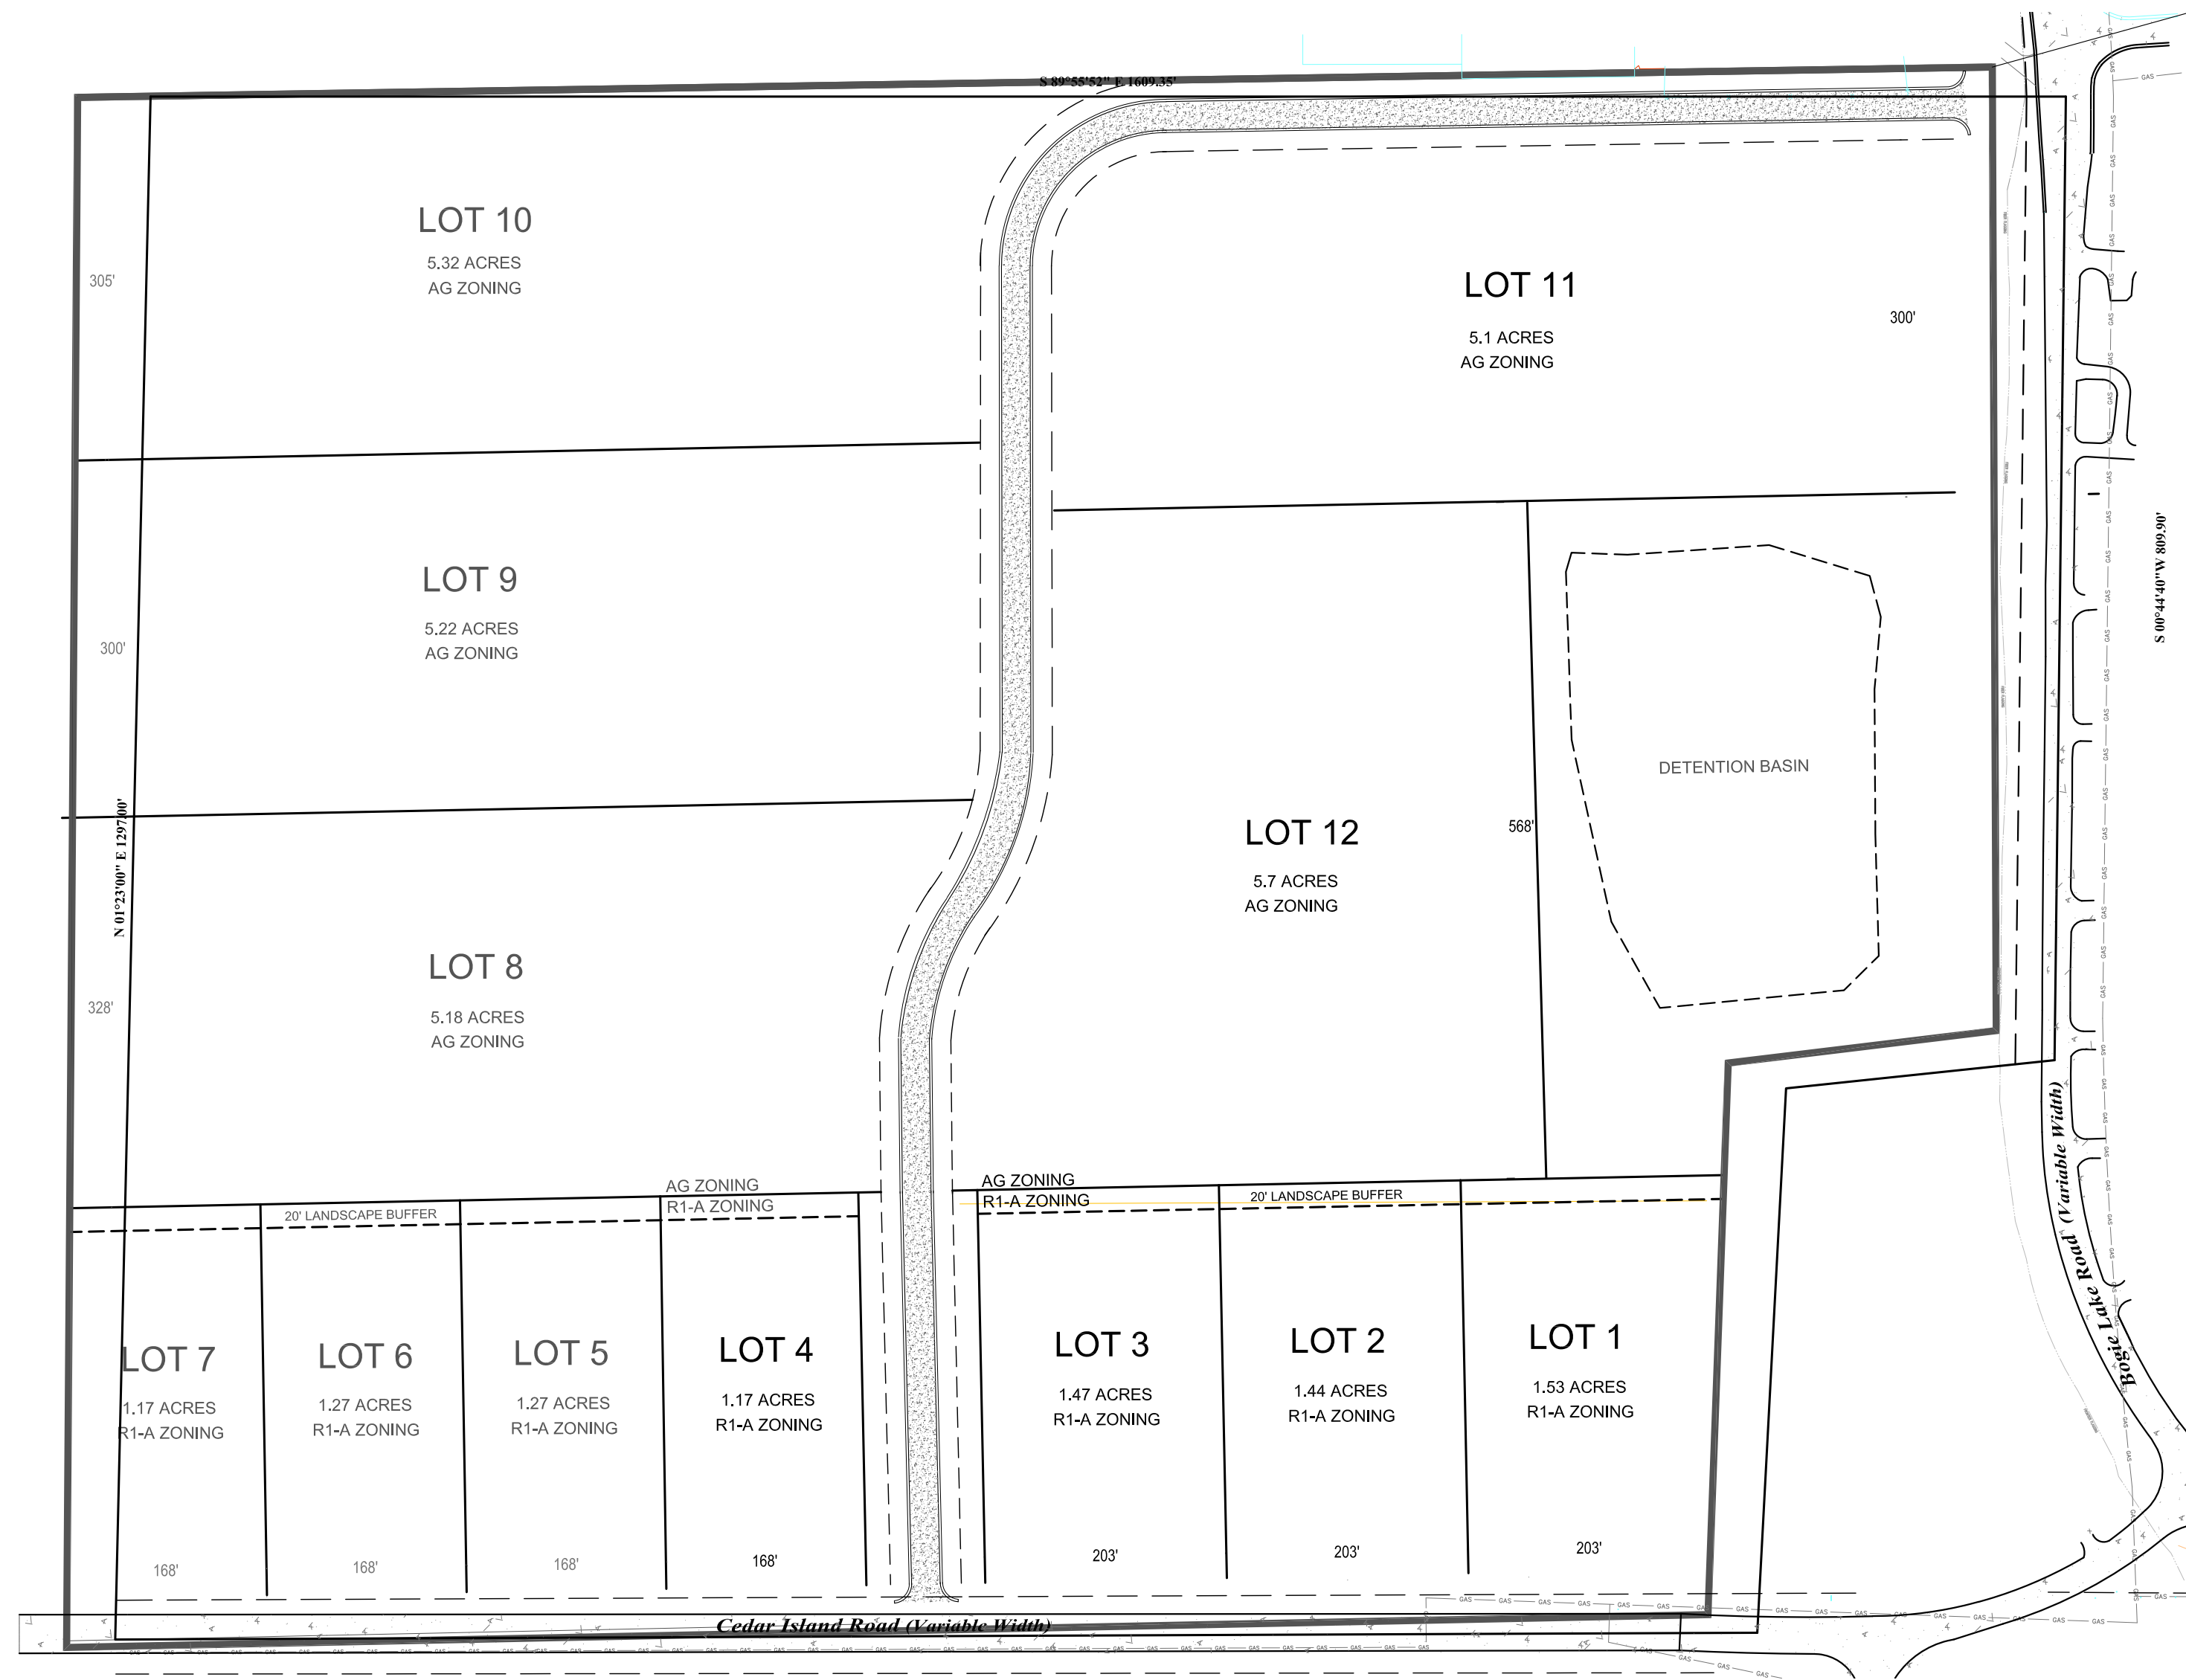 S 89°55'52" E 1609.35'
LOT 10
5.32 ACRES
AG ZONING
305'
LOT 11
5.1 ACRES
AG ZONING
300'
LOT 9
5.22 ACRES
AG ZONING
300'
S 00°44'40"W 809.90'
DETENTION BASIN
N 01°23'00" E 1297.00'
LOT 12
5.7 ACRES
AG ZONING
568'
LOT 8
5.18 ACRES
AG ZONING
328'
AG ZONING
R1-A ZONING
AG ZONING
R1-A ZONING
20' LANDSCAPE BUFFER
20' LANDSCAPE BUFFER
LOT 7
1.17 ACRES
R1-A ZONING
168'
LOT 6
1.27 ACRES
R1-A ZONING
168'
LOT 5
1.27 ACRES
R1-A ZONING
168'
LOT 4
1.17 ACRES
R1-A ZONING
168'
LOT 3
1.47 ACRES
R1-A ZONING
203'
LOT 2
1.44 ACRES
R1-A ZONING
203'
LOT 1
1.53 ACRES
R1-A ZONING
203'
Bogie Lake Road (Variable Width)
Cedar Island Road (Variable Width)
GAS
GAS
GAS
GAS